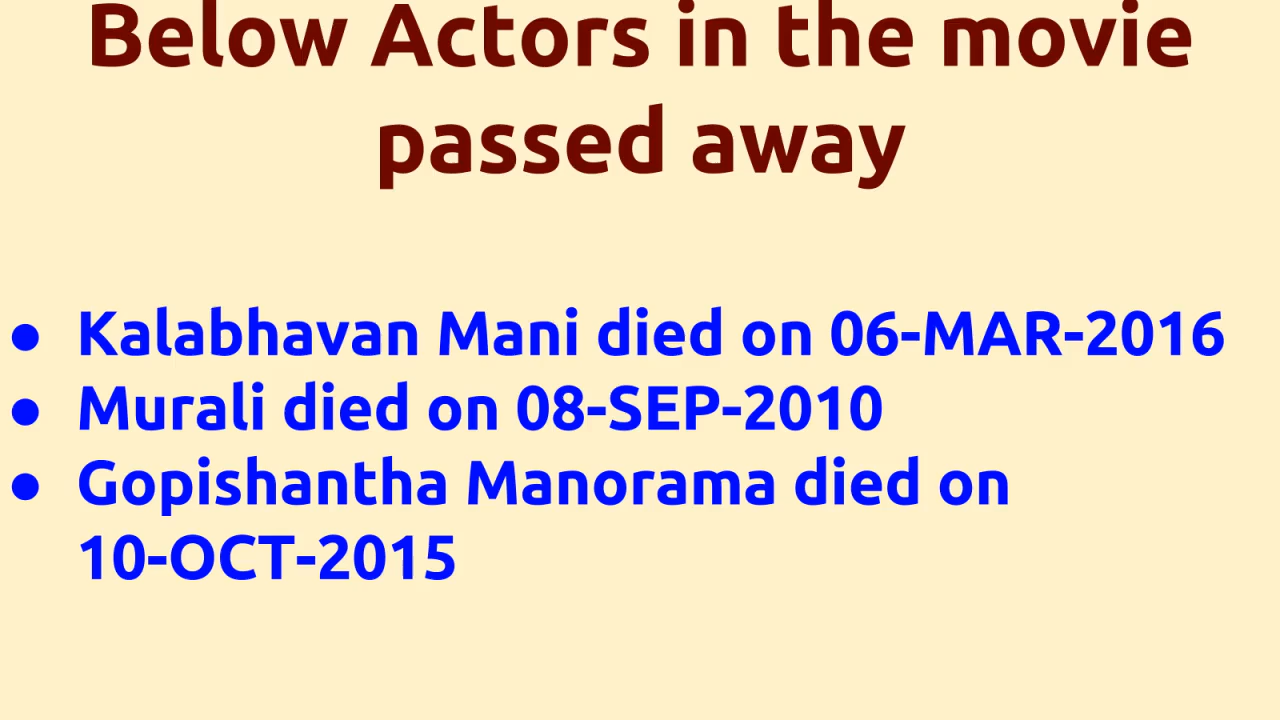 Below Actors in the movie
passed away
● Kalabhavan Mani died on 06-MAR-2016
● Murali died on 08-SEP-2010
● Gopishantha Manorama died on
10-OCT-2015